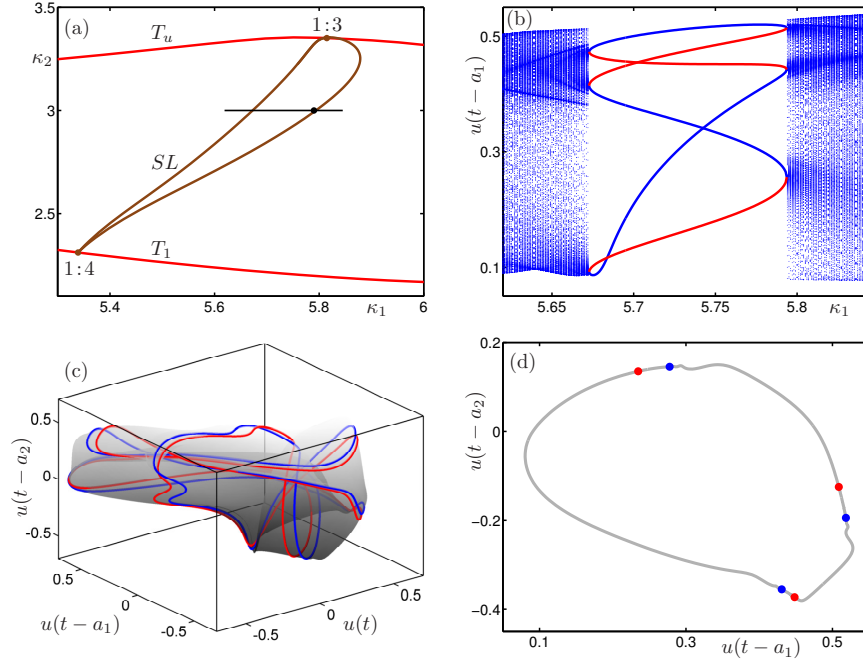 (a)
T_u
1:3
κ_2
3
SL
2.5
T_1
1:4
5.4
5.6
5.8
κ_1
6
(b)
0.5
u(t − a_1)
0.3
0.1
5.65
5.7
5.75
5.8
κ_1
(c)
0.5
u(t − a_2)
0
-0.5
0.5
0
-0.5
u(t − a_1)
-0.5
0
0.5
u(t)
(d)
0.2
u(t − a_2)
0
-0.2
-0.4
0.1
0.3
u(t − a_1)
0.5
3.5